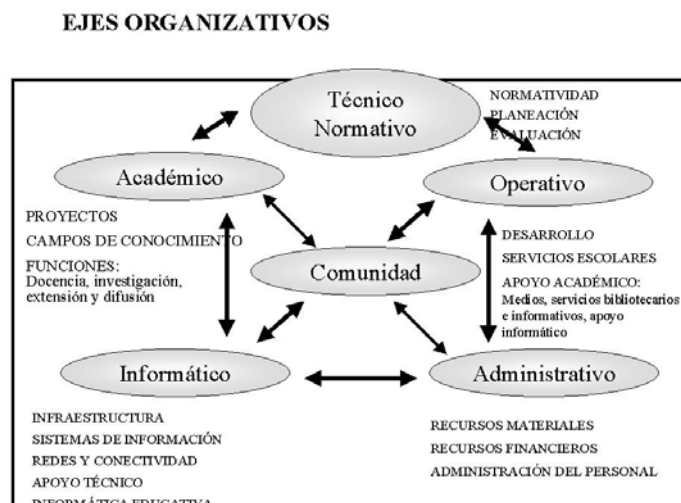 EJES ORGANIZATIVOS
Técnico
Normativo
NORMATIVIDAD
PLANEACIÓN
EVALUACIÓN
Académico
Operativo
PROYECTOS
CAMPOS DE CONOCIMIENTO
FUNCIONES:
Docencia, investigación,
extensión y difusión
Comunidad
DESARROLLO
SERVICIOS ESCOLARES
APOYO ACADÉMICO:
Medios, servicios bibliotecarios
e informativos, apoyo
informático
Informático
Administrativo
INFRAESTRUCTURA
SISTEMAS DE INFORMACIÓN
REDES Y CONECTIVIDAD
APOYO TÉCNICO
INFORMÁTICA EDUCATIVA
RECURSOS MATERIALES
RECURSOS FINANCIEROS
ADMINISTRACIÓN DEL PERSONAL